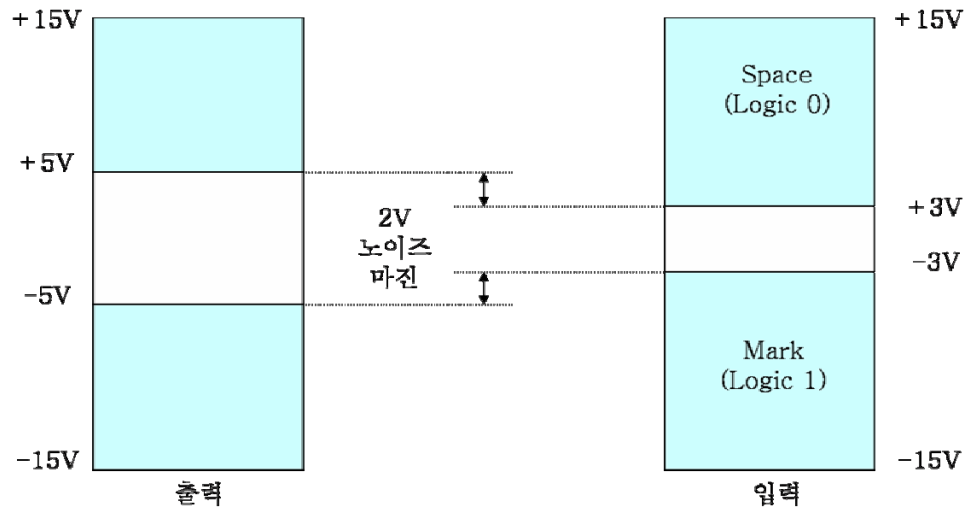 +15V
+15V
Space
(Logic 0)
+5V
2V
노이즈
마진
+3V
-3V
-5V
Mark
(Logic 1)
-15V
-15V
출력
입력